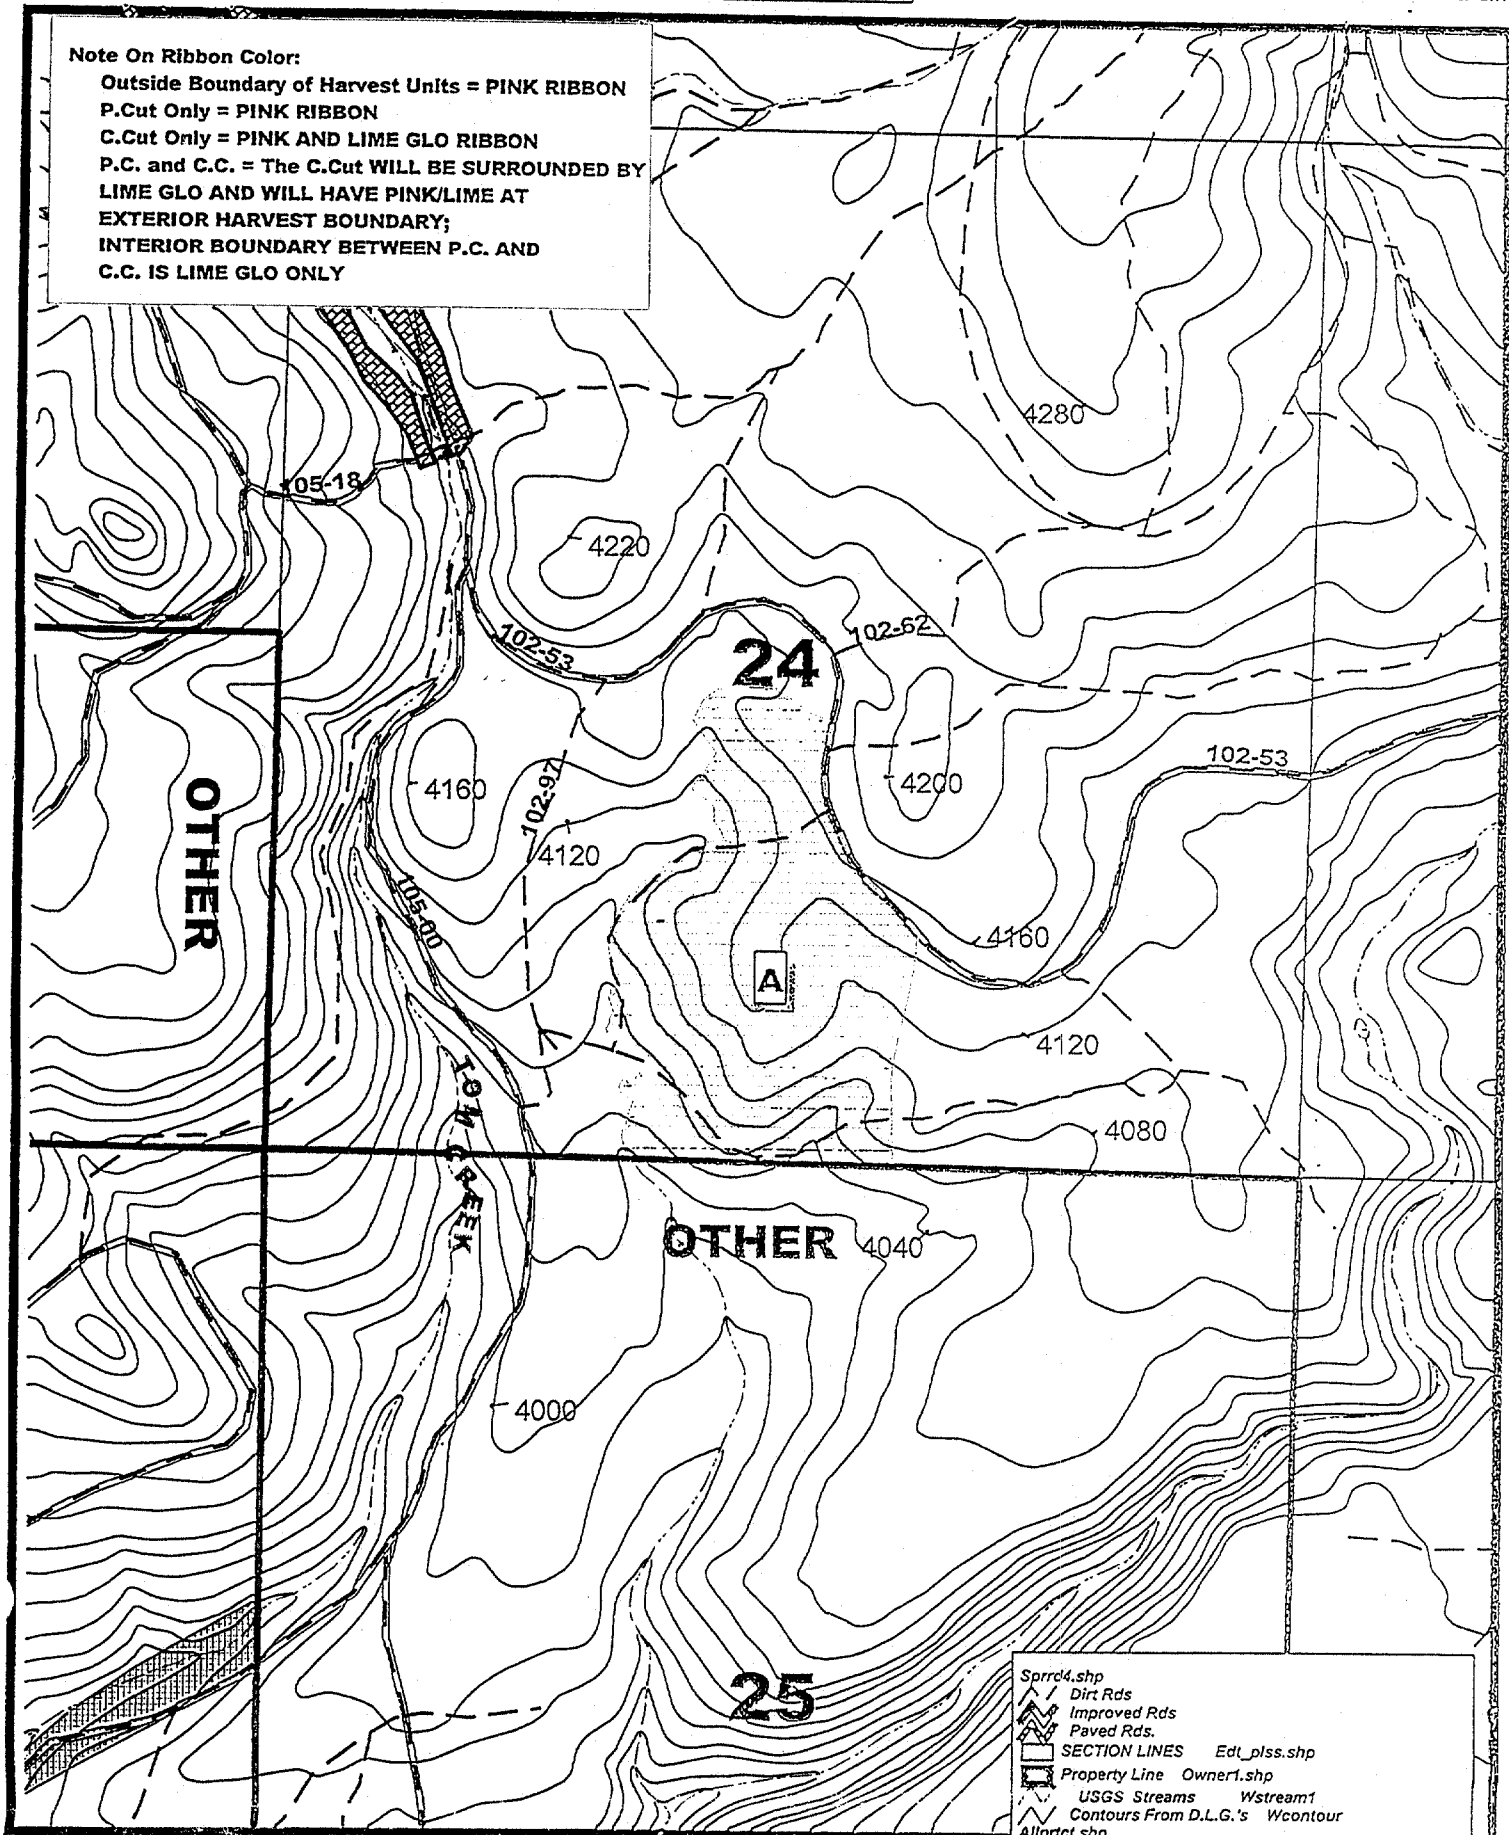 Note On Ribbon Color:
Outside Boundary of Harvest Units = PINK RIBBON
P.Cut Only = PINK RIBBON
C.Cut Only = PINK AND LIME GLO RIBBON
P.C. and C.C. = The C.Cut WILL BE SURROUNDED BY
LIME GLO AND WILL HAVE PINK/LIME AT
EXTERIOR HARVEST BOUNDARY;
INTERIOR BOUNDARY BETWEEN P.C. AND
C.C. IS LIME GLO ONLY
4280
105-18
4220
102-53
24
102-62
OTHER
4160
102-97
4200
102-53
4120
105-00
4160
A
4120
4080
CREEK
OTHER
4040
4000
25
Sprrd4.shp
Dirt Rds
Improved Rds
Paved Rds.
SECTION LINES Edt_plss.shp
Property Line Owner1.shp
USGS Streams Wstream1
Contours From D.L.G.'s Wcontour